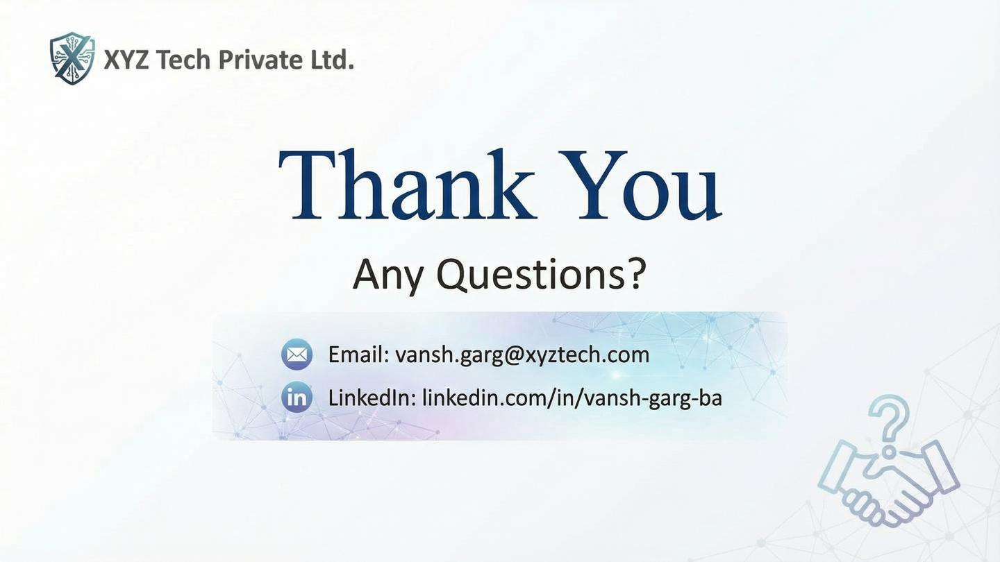 XYZ Tech Private Ltd.
Thank You
Any Questions?
Email: vansh.garg@xyztech.com
LinkedIn: linkedin.com/in/vansh-garg-ba